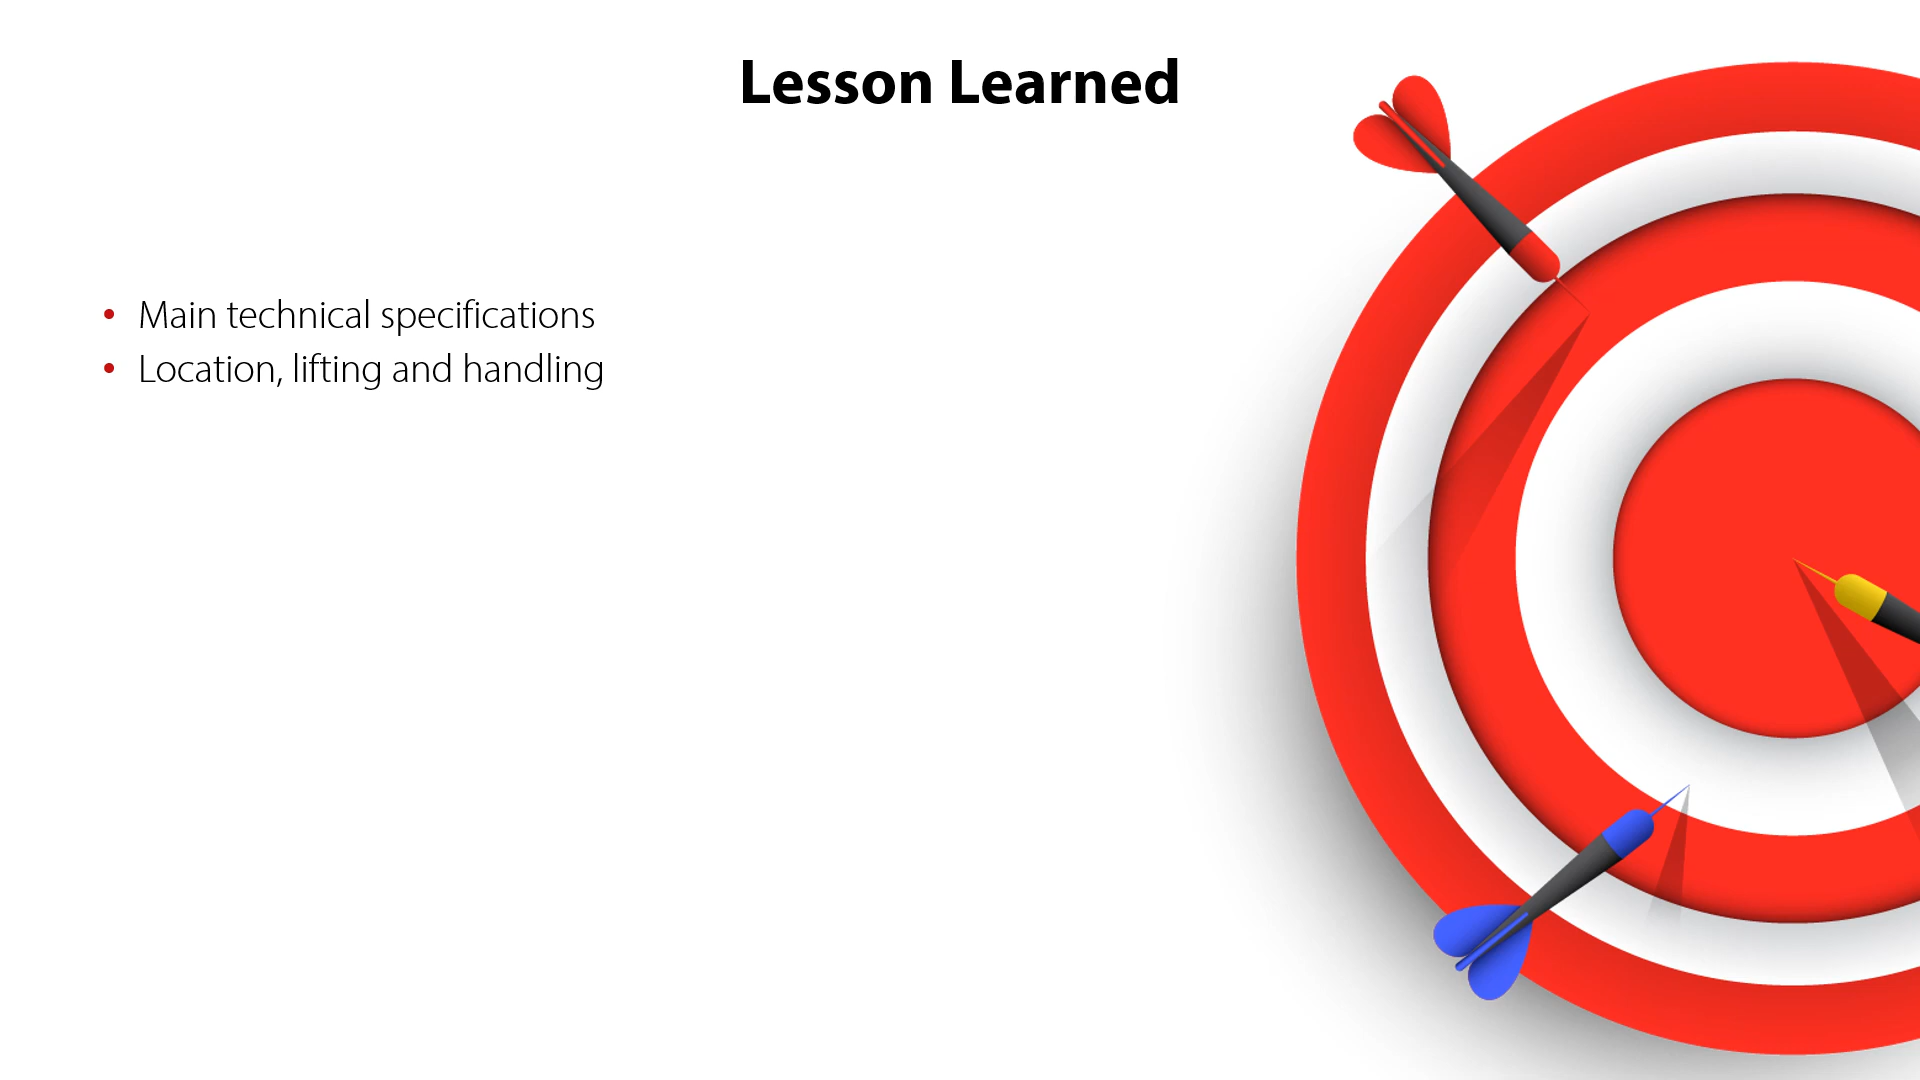 Lesson Learned
• Main technical specifications
• Location, lifting and handling